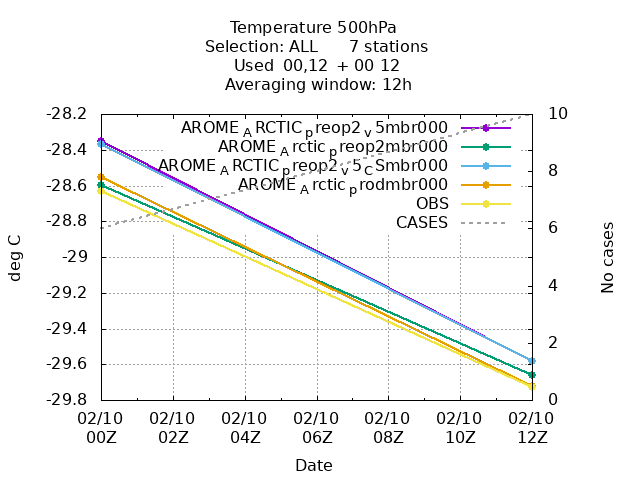 Temperature 500hPa
Selection: ALL 7 stations
Used 00,12 + 00 12
Averaging window: 12h
-28.2
-28.4
-28.6
-28.8
-29
-29.2
-29.4
-29.6
-29.8
deg C
AROME_ARCTIC_preop2_v5mbr000
AROME_Arctic_preop2mbr000
AROME_ARCTIC_preop2_v5_CSmbr000
AROME_Arctic_prodmbr000
OBS
CASES
10
8
6
4
2
0
No cases
02/10 02/10 02/10 02/10 02/10 02/10 02/10
00Z 02Z 04Z 06Z 08Z 10Z 12Z
Date